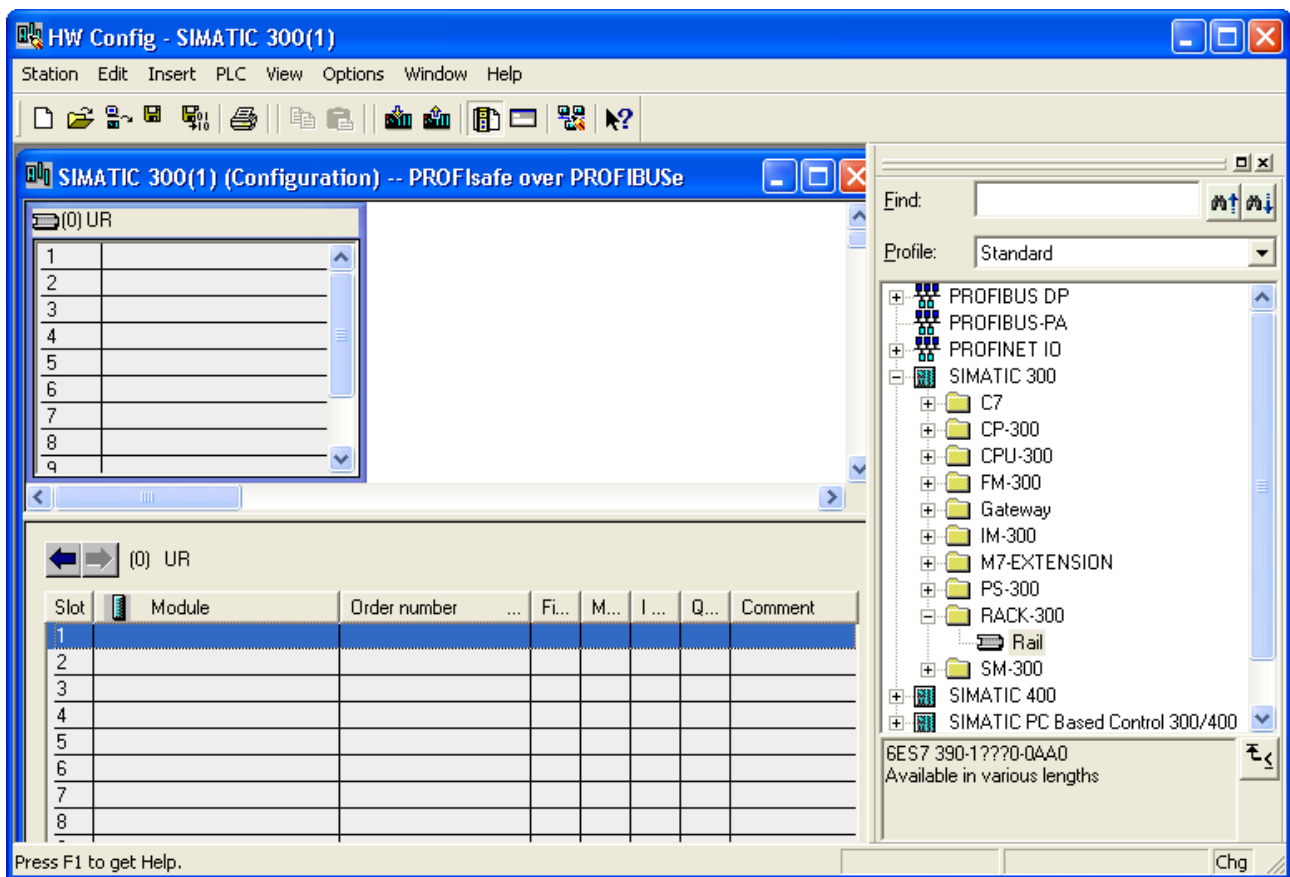 HW Config - SIMATIC 300(1)
Station Edit Insert PLC View Options Window Help
SIMATIC 300(1) (Configuration) -- PROFIsafe over PROFIBUSe
(0) UR
1
2
3
4
5
6
7
8
9
(0) UR
Slot Module Order number ... Fi... M... I ... Q... Comment
1
2
3
4
5
6
7
8
Find:
Profile: Standard
PROFIBUS DP
PROFIBUS-PA
PROFINET IO
SIMATIC 300
C7
CP-300
CPU-300
FM-300
Gateway
IM-300
M7-EXTENSION
PS-300
RACK-300
Rail
SM-300
SIMATIC 400
SIMATIC PC Based Control 300/400
6ES7 390-1???0-0AA0
Available in various lengths
Press F1 to get Help.
Chg